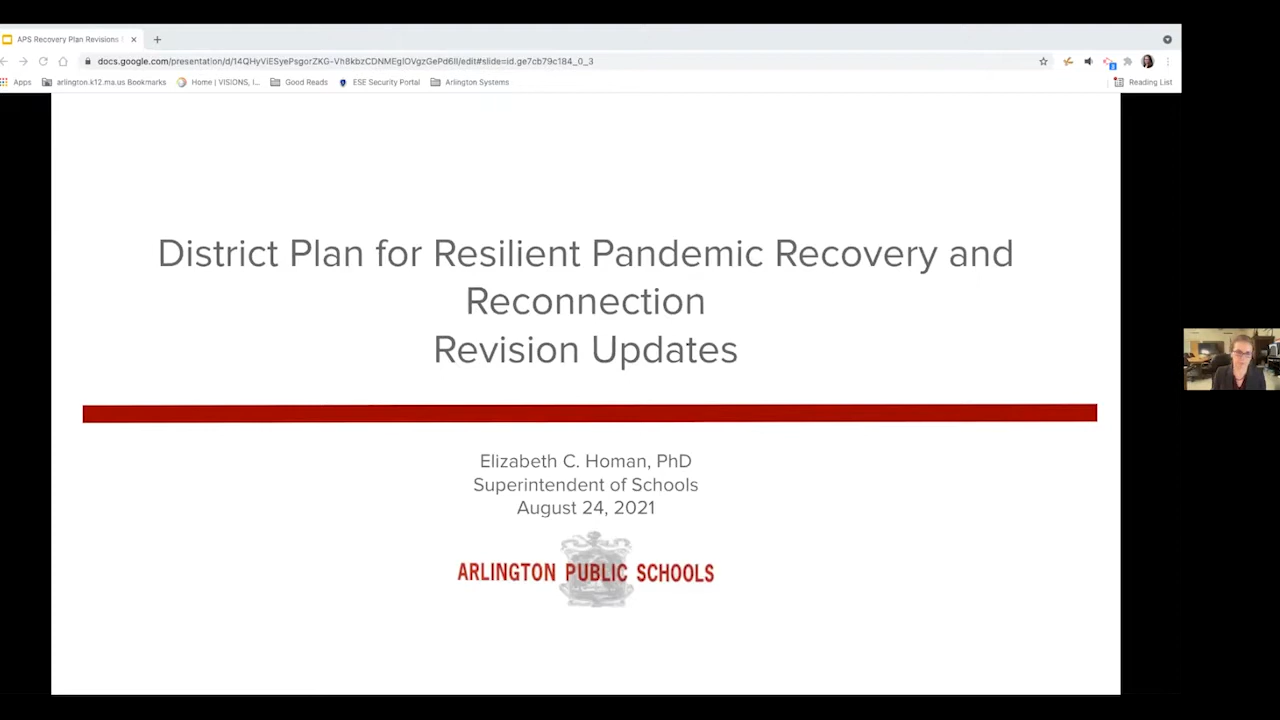 APS Recovery Plan Revisions
docs.google.com/presentation/d/14QHyViESyePsgorZKG-Vh8kbzCDNMEglOVgzGePd6lI/edit#slide=id.ge7cb79c184_0_3
Apps arlington.k12.ma.us Bookmarks Home | VISIONS, I... Good Reads ESE Security Portal Arlington Systems Reading List
District Plan for Resilient Pandemic Recovery and
Reconnection
Revision Updates
Elizabeth C. Homan, PhD
Superintendent of Schools
August 24, 2021
ARLINGTON PUBLIC SCHOOLS